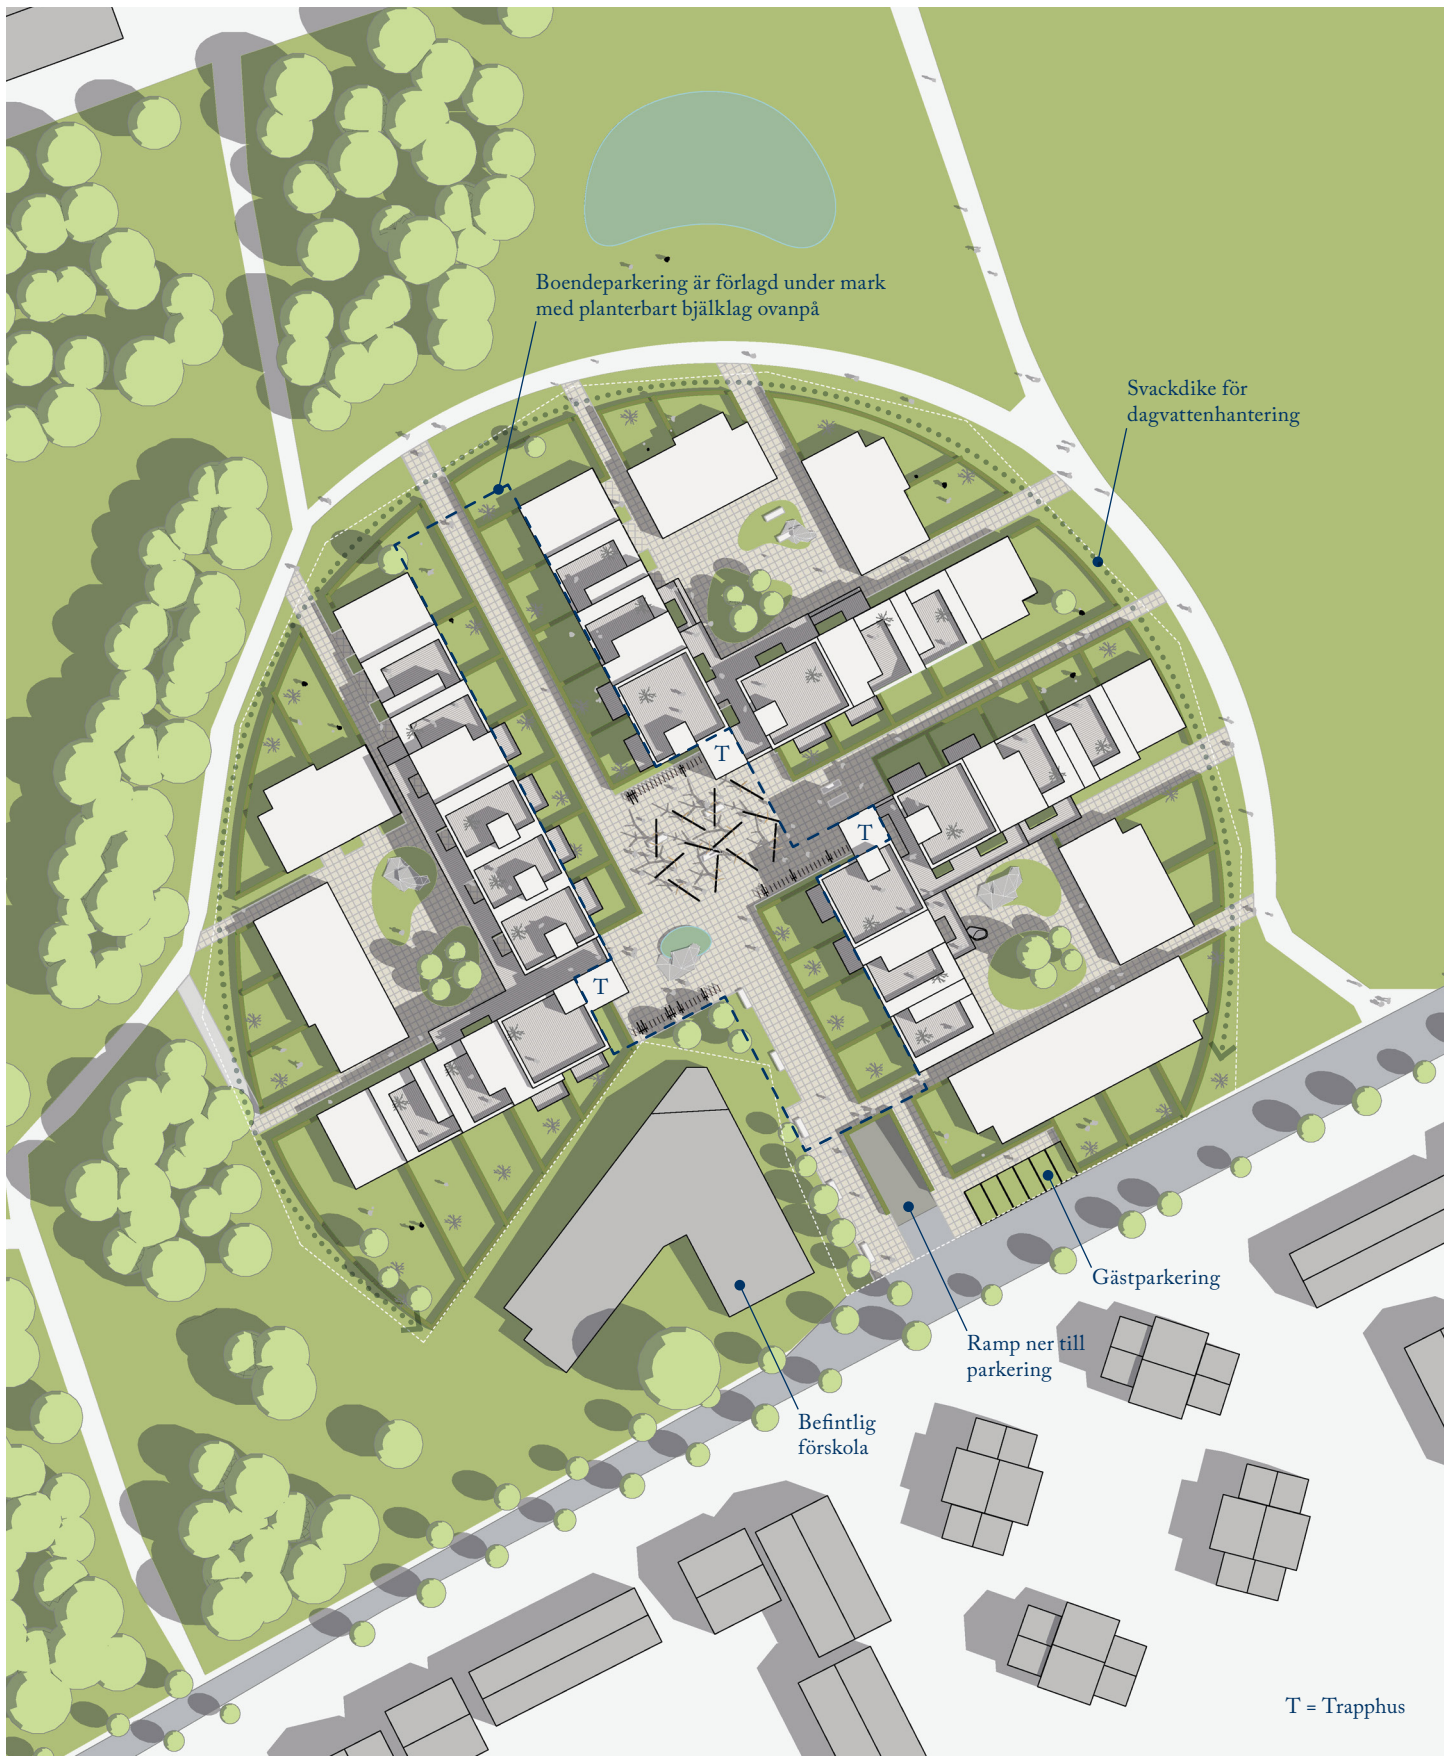 Boendeparkering är förlagd under mark
med planterbart bjälklag ovanpå
Svackdike för
dagvattenhantering
T
T
T
Gästparkering
Ramp ner till
parkering
Befintlig
förskola
T = Trapphus